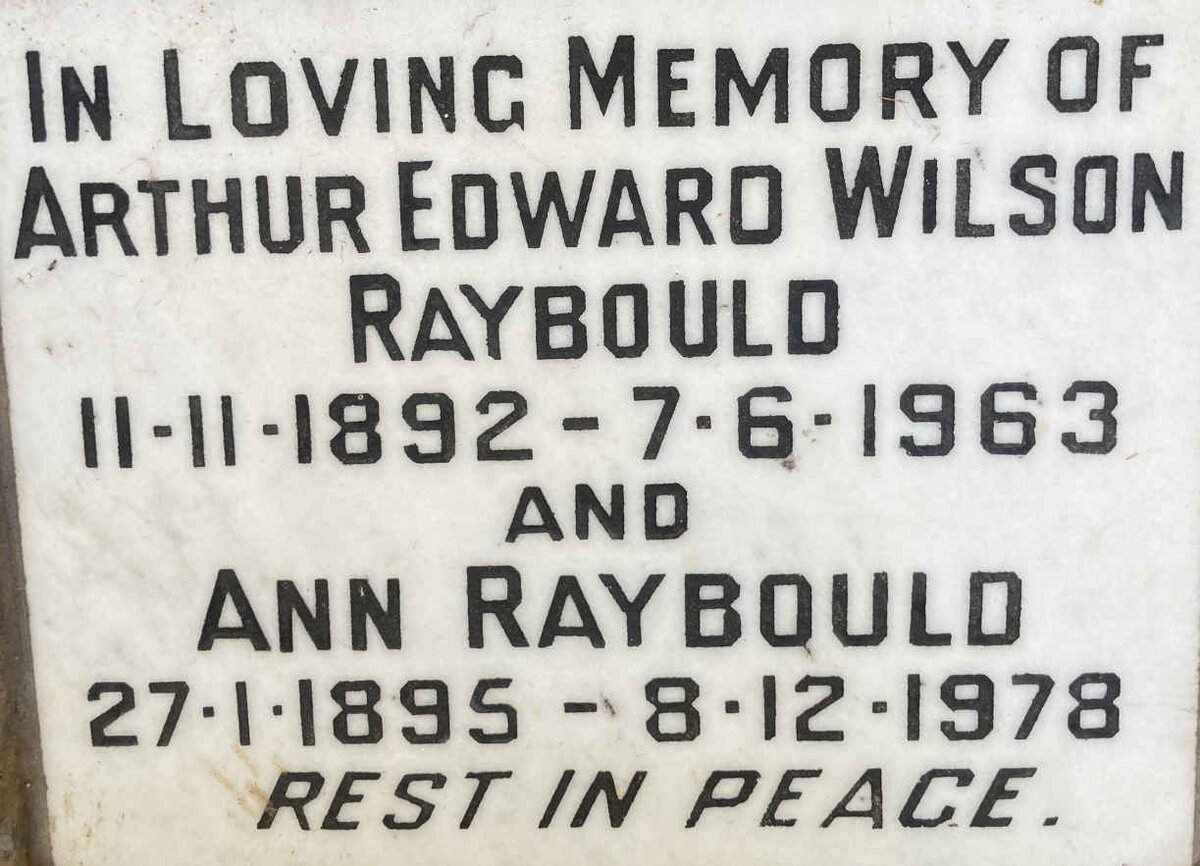 IN LOVING MEMORY OF
ARTHUR EDWARD WILSON
RAYBOULD
11·11·1892 – 7·6·1963
AND
ANN RAYBOULD
27·1·1895 – 8·12·1978
REST IN PEACE.